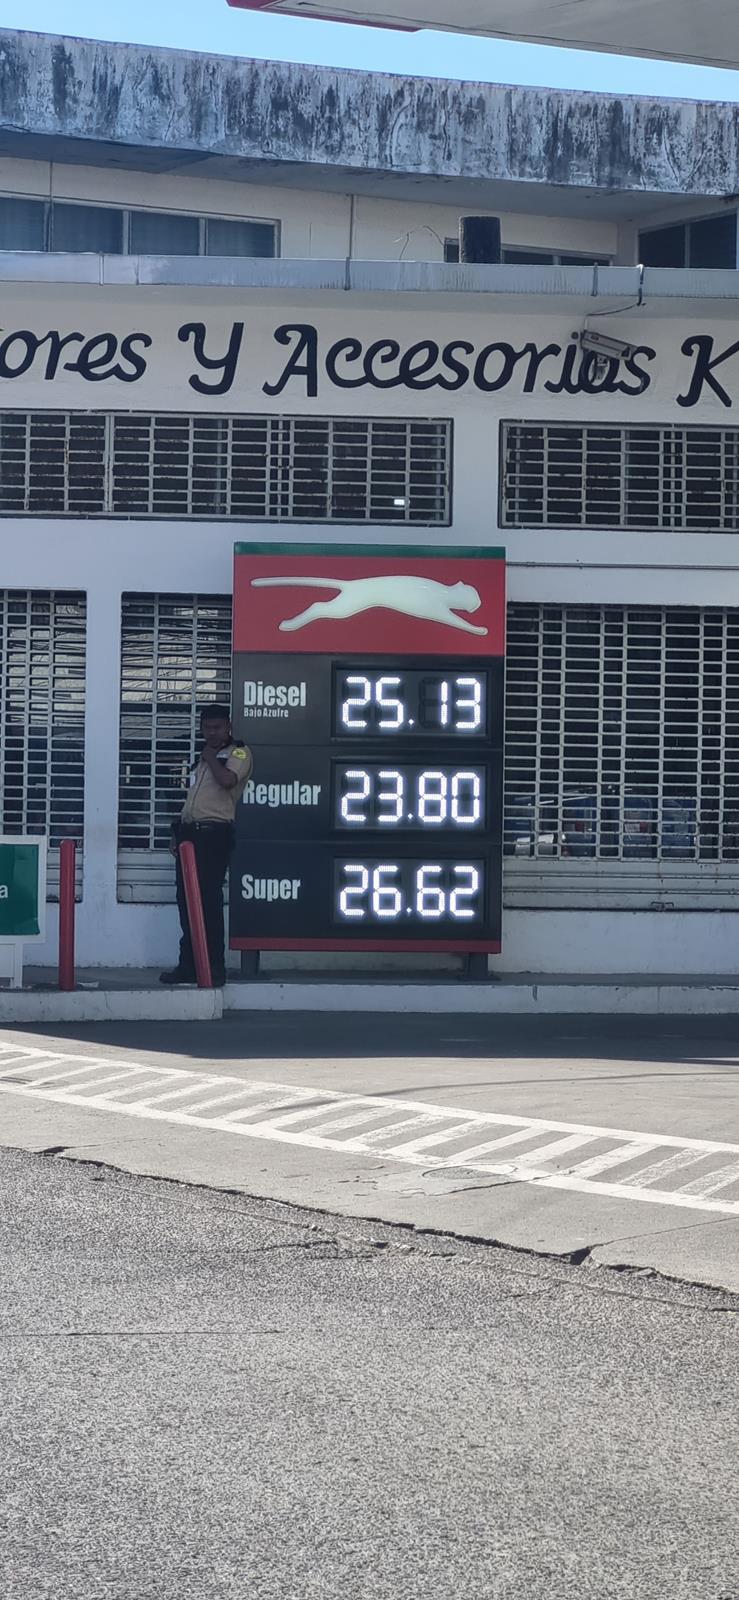 ores Y Accesorios K
Diesel
Bajo Azufre
25.13
Regular
23.80
Super
26.62
a